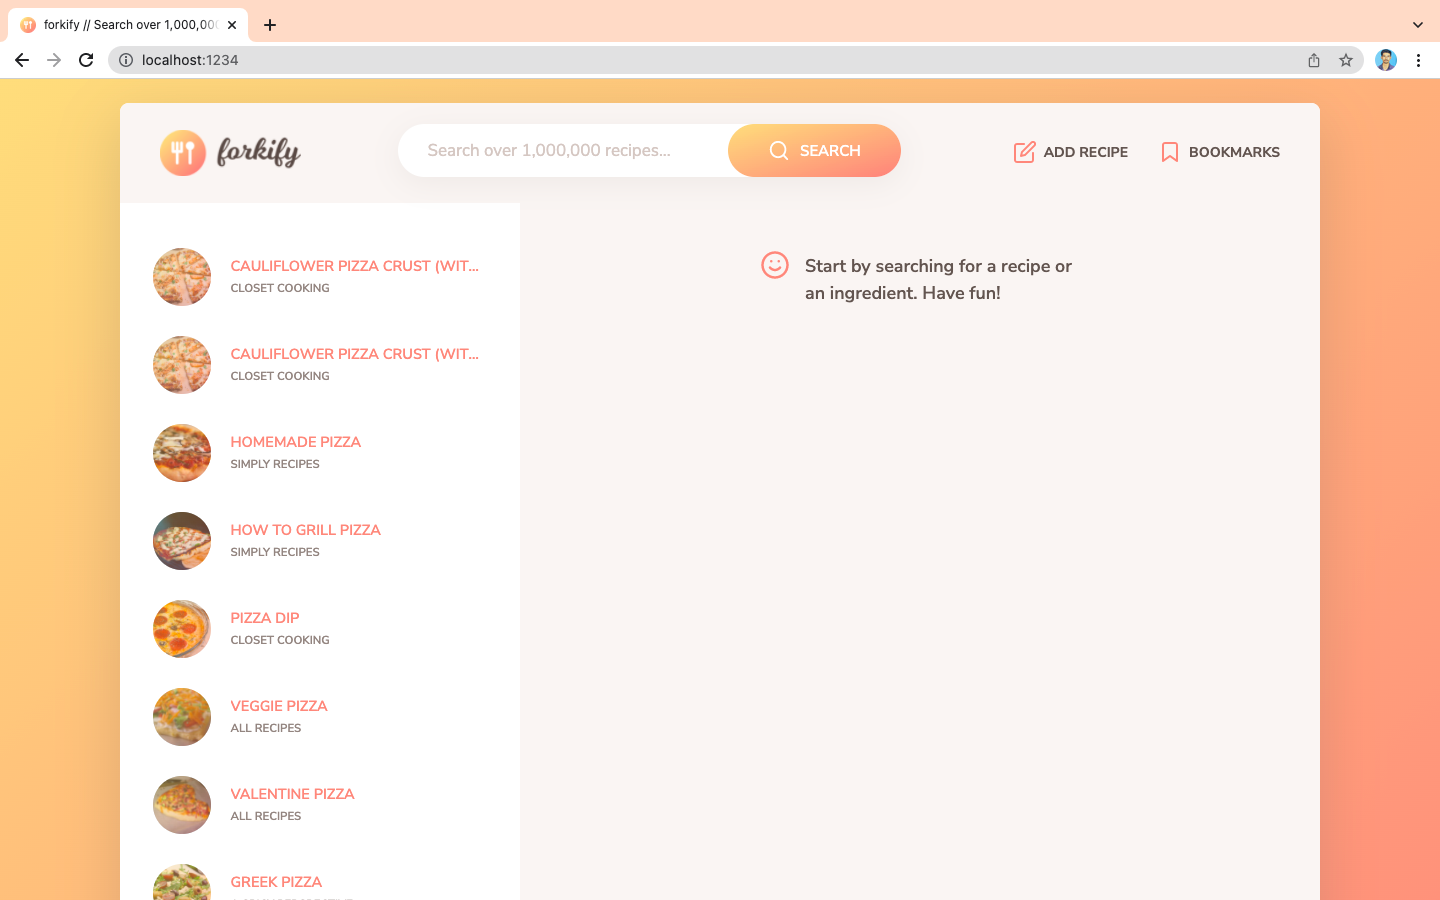 forkify // Search over 1,000,000
localhost:1234
forkify
Search over 1,000,000 recipes...
SEARCH
ADD RECIPE
BOOKMARKS
CAULIFLOWER PIZZA CRUST (WIT...
CLOSET COOKING
CAULIFLOWER PIZZA CRUST (WIT...
CLOSET COOKING
HOMEMADE PIZZA
SIMPLY RECIPES
HOW TO GRILL PIZZA
SIMPLY RECIPES
PIZZA DIP
CLOSET COOKING
VEGGIE PIZZA
ALL RECIPES
VALENTINE PIZZA
ALL RECIPES
GREEK PIZZA
Start by searching for a recipe or
an ingredient. Have fun!